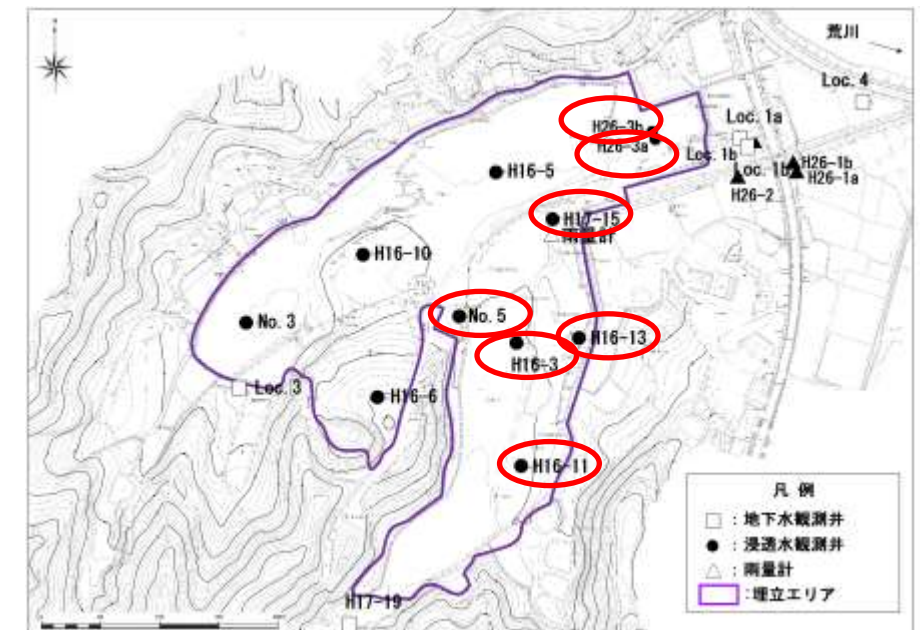 荒川
Loc. 4
Loc. 1a
H26-3b
H26-3a
Loc. 1b
oc. 1b
H26-1b
H26-1a
H26-2
H16-5
H17-15
雨量計
H16-10
No. 5
No. 3
H16-13
H16-3
Loc. 3
H16-6
H16-11
H17-19
凡 例
□ : 地下水観測井
● : 浸透水観測井
△ : 雨量計
:埋立エリア